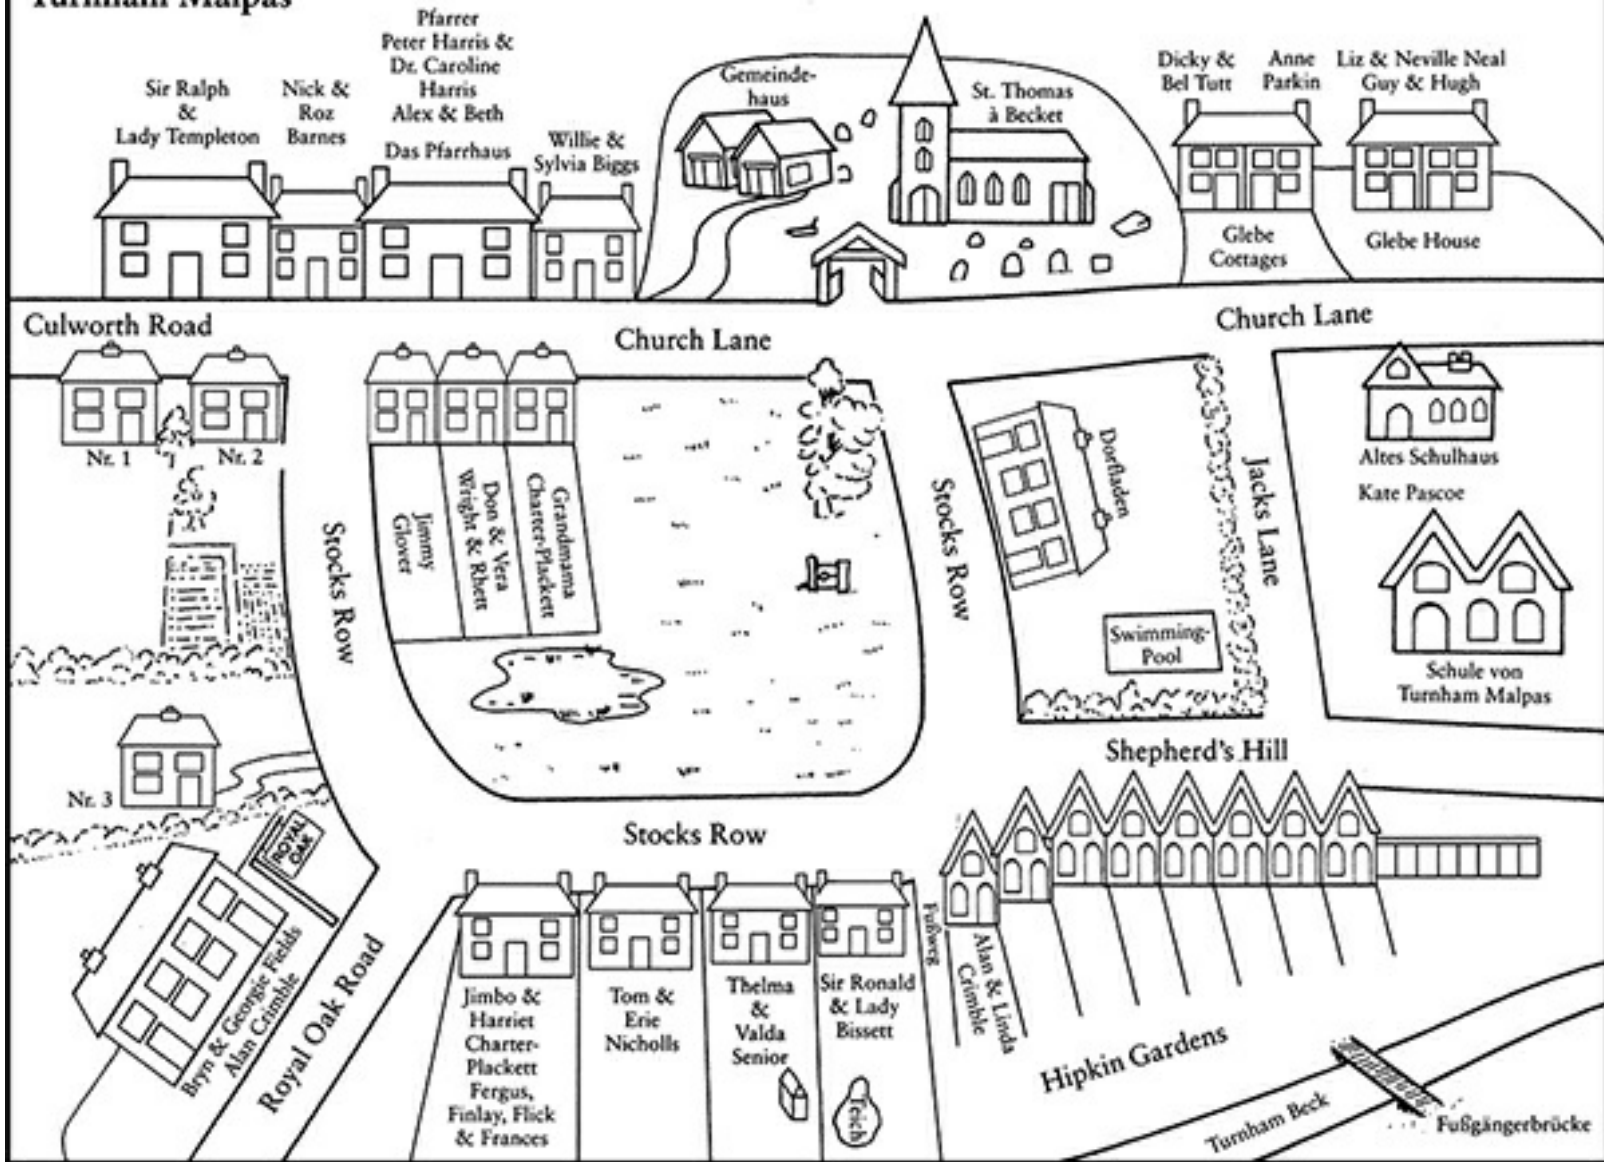 Turnham Malpas
Sir Ralph
&
Lady Templeton
Nick &
Roz
Barnes
Pfarrer
Peter Harris &
Dr. Caroline
Harris
Alex & Beth
Das Pfarrhaus
Willie &
Sylvia Biggs
Gemeinde-
haus
St. Thomas
à Becket
Dicky &
Bel Tutt
Anne
Parkin
Liz & Neville Neal
Guy & Hugh
Glebe
Cottages
Glebe House
Culworth Road
Church Lane
Church Lane
Nr. 1
Nr. 2
Stocks Row
Jimmy
Glover
Don & Vera
Wright & Rhett
Grandmama
Charter-Plackett
Stocks Row
Dorfladen
Swimming-
Pool
Jacks Lane
Altes Schulhaus
Kate Pascoe
Schule von
Turnham Malpas
Nr. 3
Shepherd's Hill
Stocks Row
ROYAL
OAK
Bryn & Georgie Fields
Alan Crimble
Royal Oak Road
Jimbo &
Harriet
Charter-
Plackett
Fergus,
Finlay, Flick
& Frances
Tom &
Erie
Nicholls
Thelma
&
Valda
Senior
Sir Ronald
& Lady
Bissett
Teich
Fußweg
Alan & Linda
Crimble
Hipkin Gardens
Turnham Beck
Fußgängerbrücke